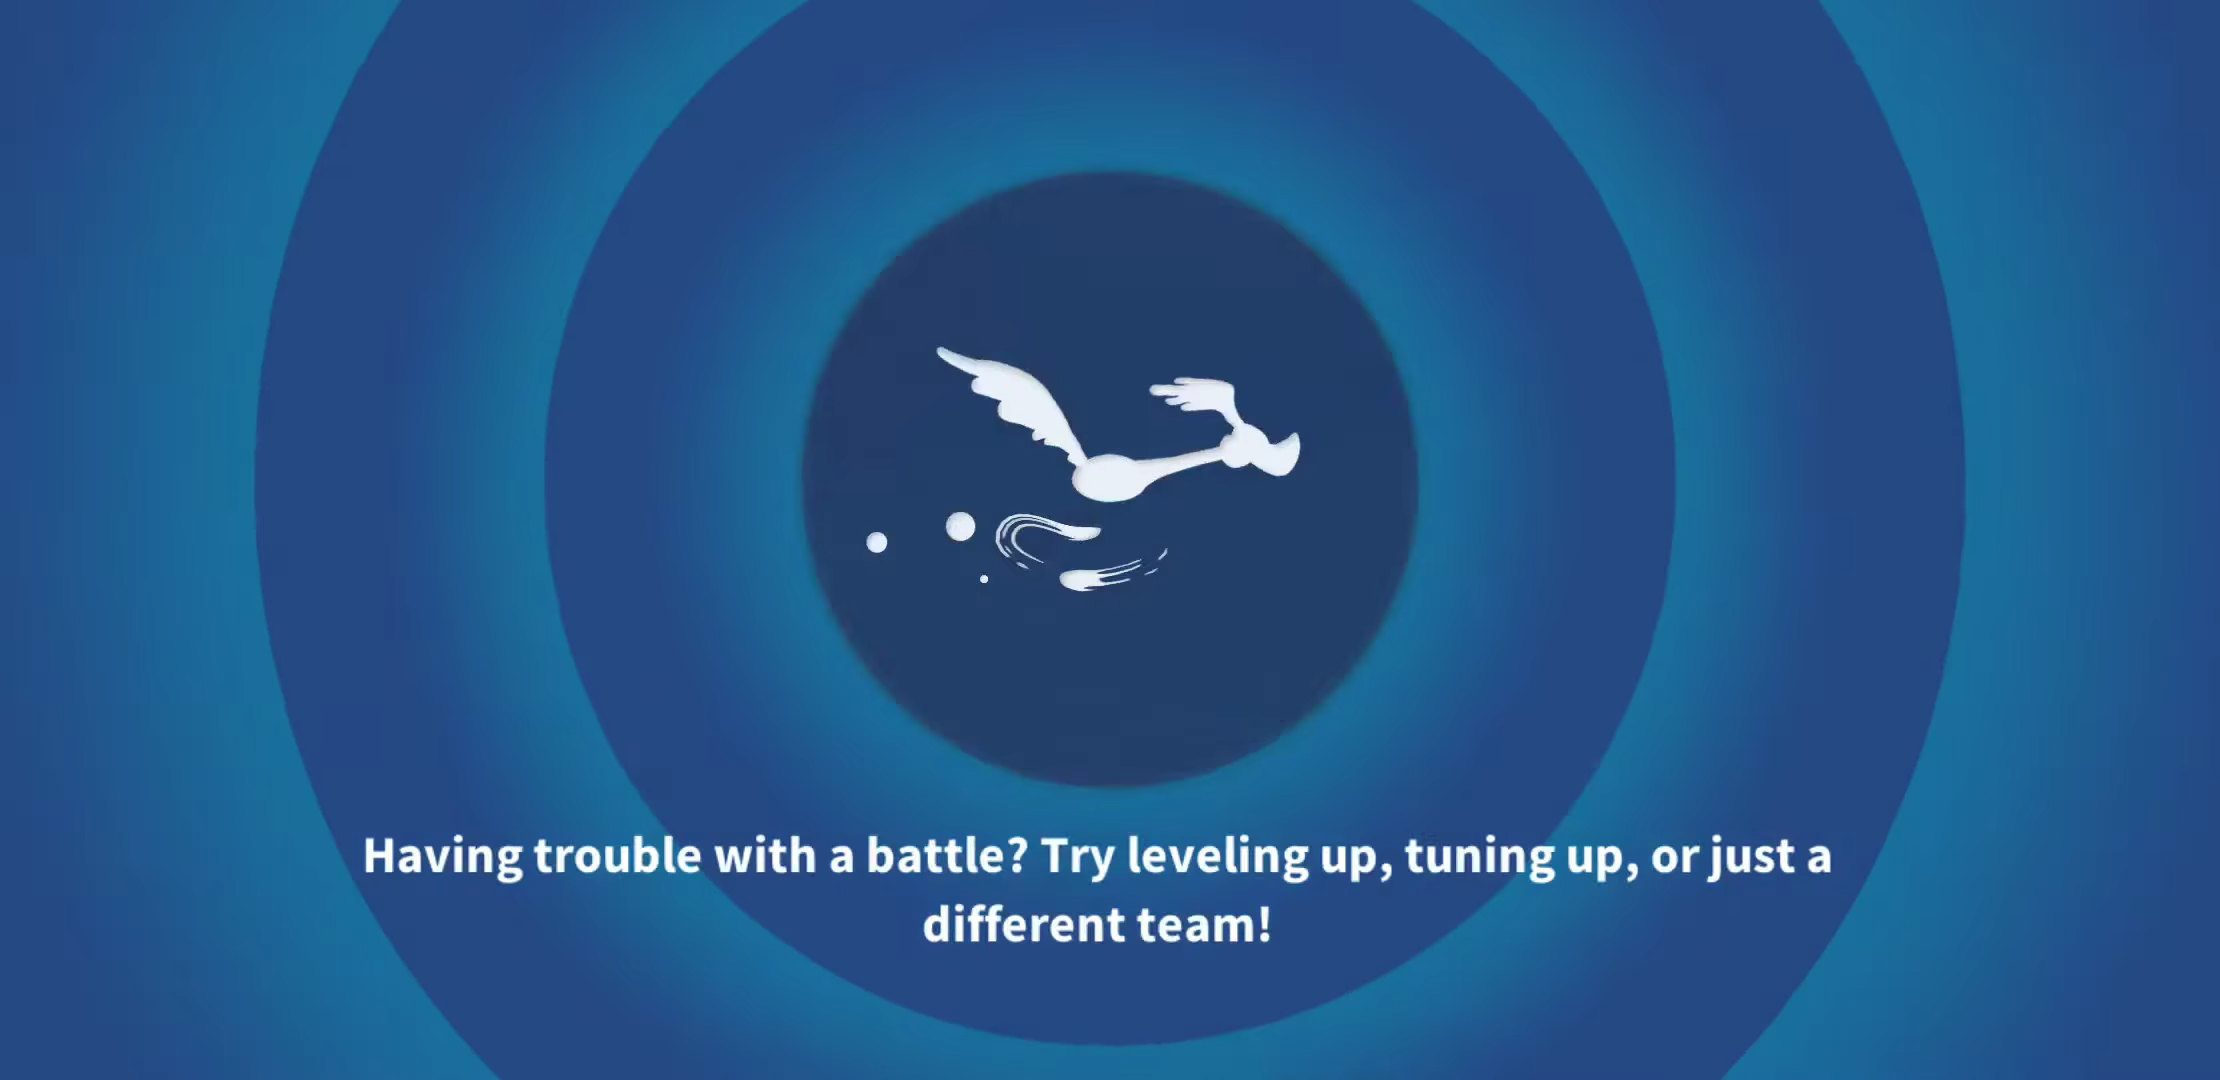 Having trouble with a battle? Try leveling up, tuning up, or just a
different team!